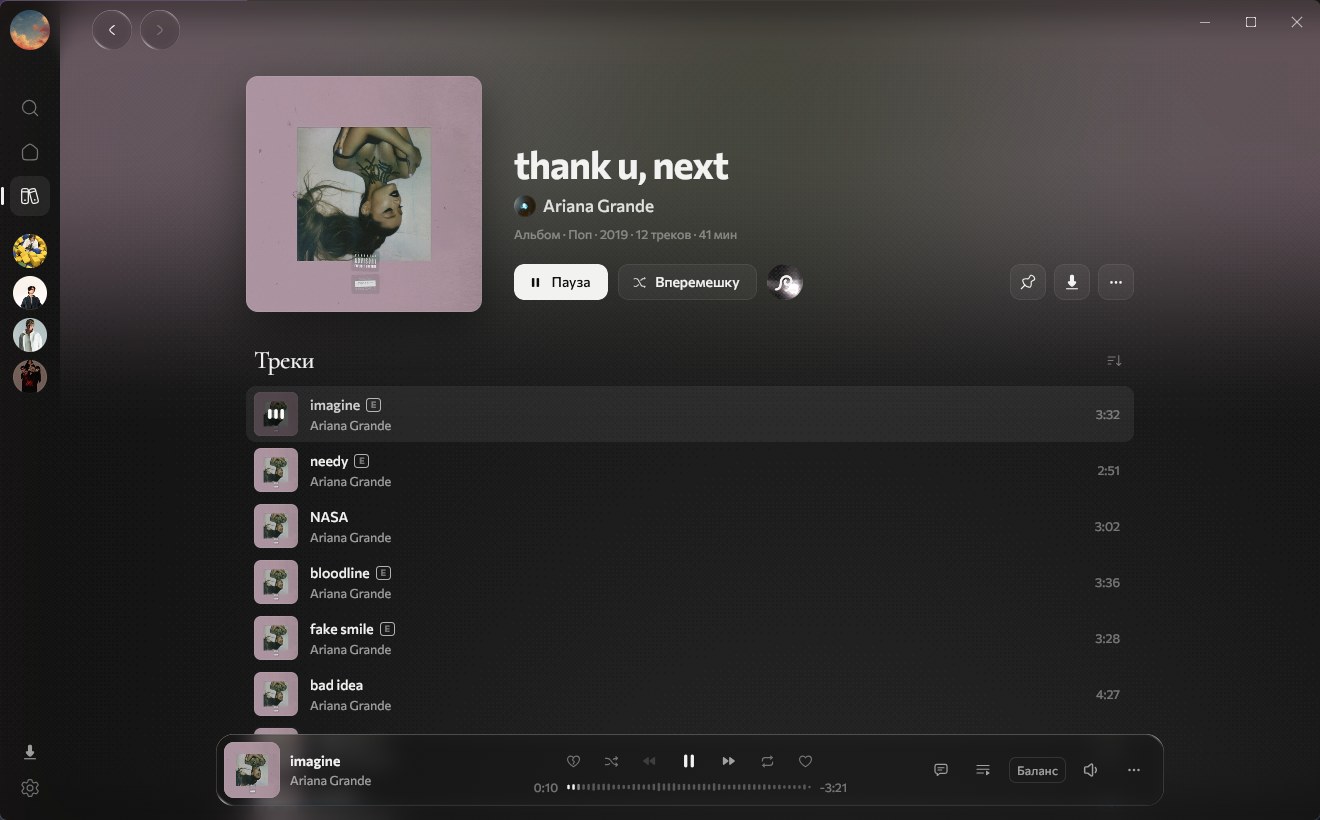 thank u, next
Ariana Grande
Альбом · Поп · 2019 · 12 треков · 41 мин
Пауза
Вперемешку
Треки
imagine E
Ariana Grande
3:32
needy E
Ariana Grande
2:51
NASA
Ariana Grande
3:02
bloodline E
Ariana Grande
3:36
fake smile E
Ariana Grande
3:28
bad idea
Ariana Grande
4:27
imagine
Ariana Grande
0:10
-3:21
Баланс